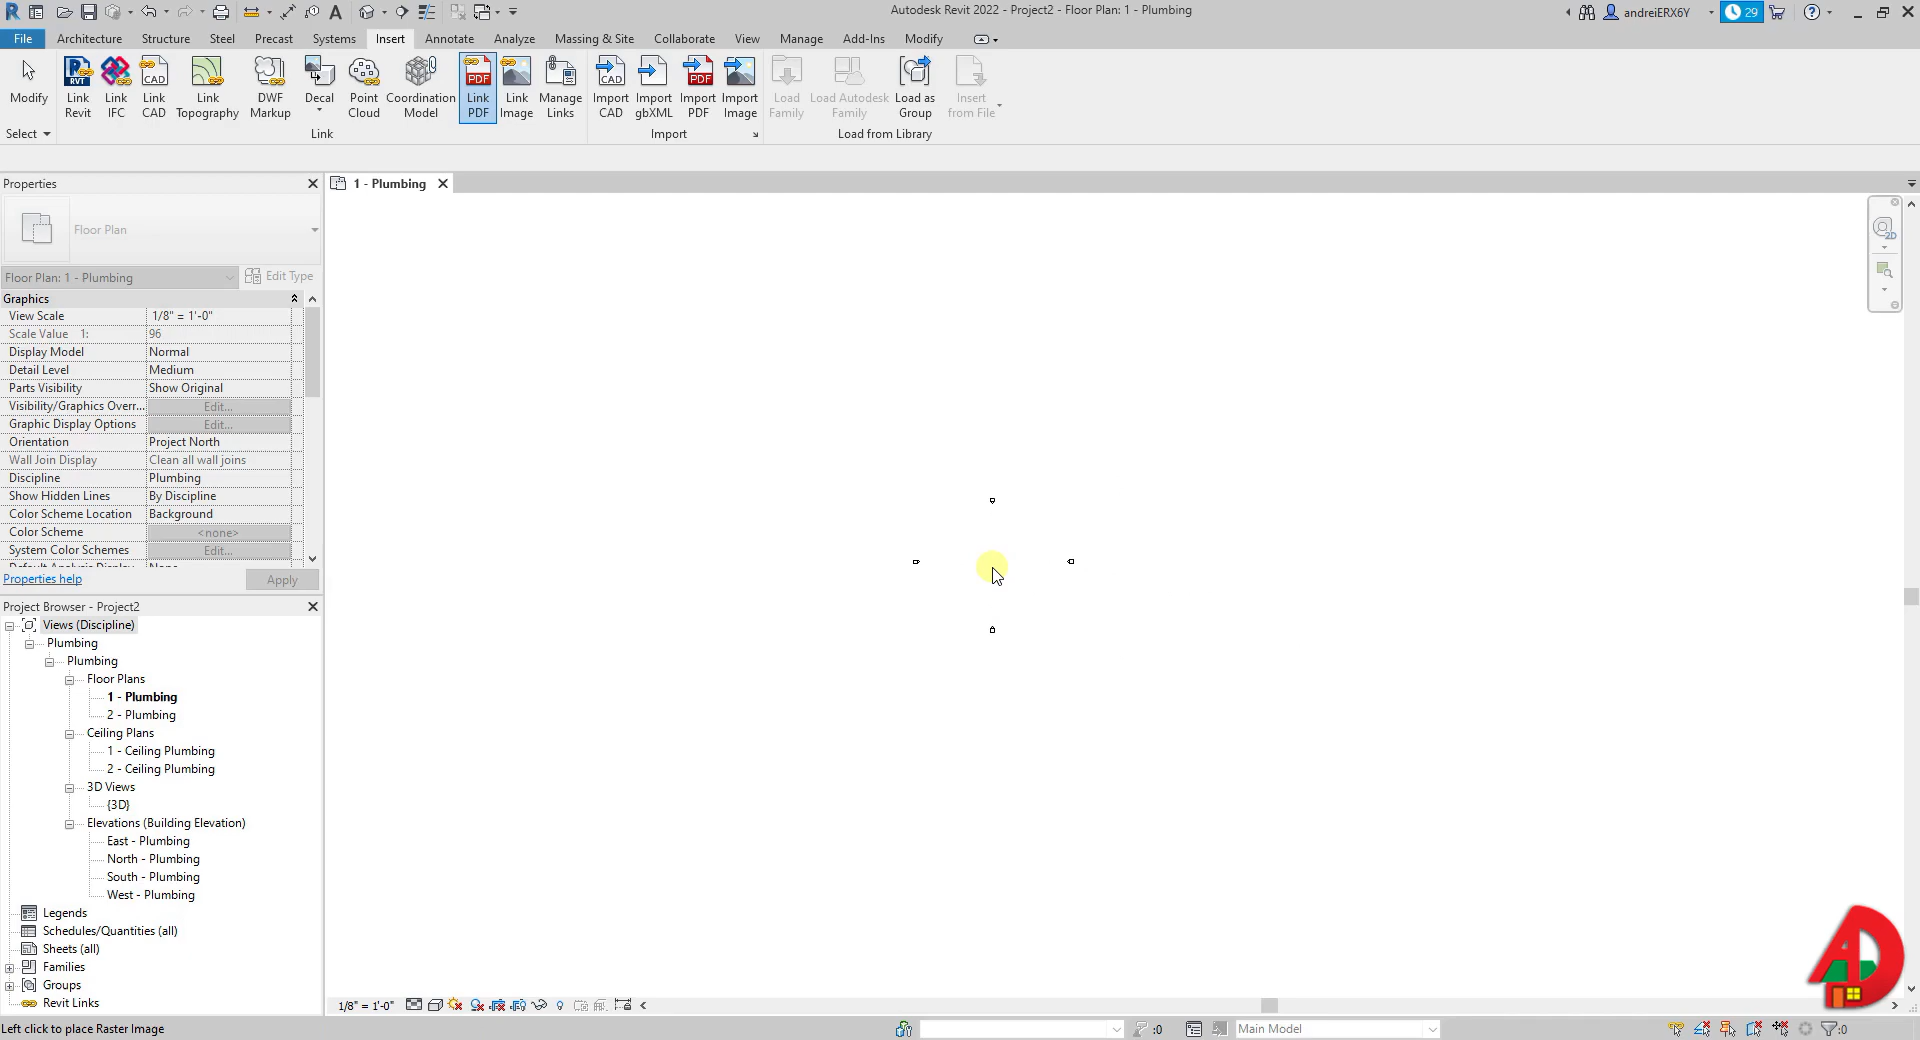 Autodesk Revit 2022 - Project2 - Floor Plan: 1 - Plumbing
andreiERX6Y
29
File Architecture Structure Steel Precast Systems Insert Annotate Analyze Massing & Site Collaborate View Manage Add-Ins Modify
Modify
Link Revit
Link IFC
Link CAD
Link Topography
DWF Markup
Decal
Point Cloud
Coordination Model
Link PDF
Link Image
Manage Links
Import CAD
Import gbXML
Import PDF
Import Image
Load Family
Load Autodesk Family
Load as Group
Insert from File
Select
Link
Import
Load from Library
Properties
1 - Plumbing
Floor Plan
Floor Plan: 1 - Plumbing
Edit Type
Graphics
View Scale 1/8" = 1'-0"
Scale Value 1: 96
Display Model Normal
Detail Level Medium
Parts Visibility Show Original
Visibility/Graphics Overr... Edit...
Graphic Display Options Edit...
Orientation Project North
Wall Join Display Clean all wall joins
Discipline Plumbing
Show Hidden Lines By Discipline
Color Scheme Location Background
Color Scheme <none>
System Color Schemes Edit...
Default Analysis Display None
Properties help
Apply
Project Browser - Project2
Views (Discipline)
Plumbing
Plumbing
Floor Plans
1 - Plumbing
2 - Plumbing
Ceiling Plans
1 - Ceiling Plumbing
2 - Ceiling Plumbing
3D Views
{3D}
Elevations (Building Elevation)
East - Plumbing
North - Plumbing
South - Plumbing
West - Plumbing
Legends
Schedules/Quantities (all)
Sheets (all)
Families
Groups
Revit Links
1/8" = 1'-0"
Left click to place Raster Image
:0
Main Model
:0